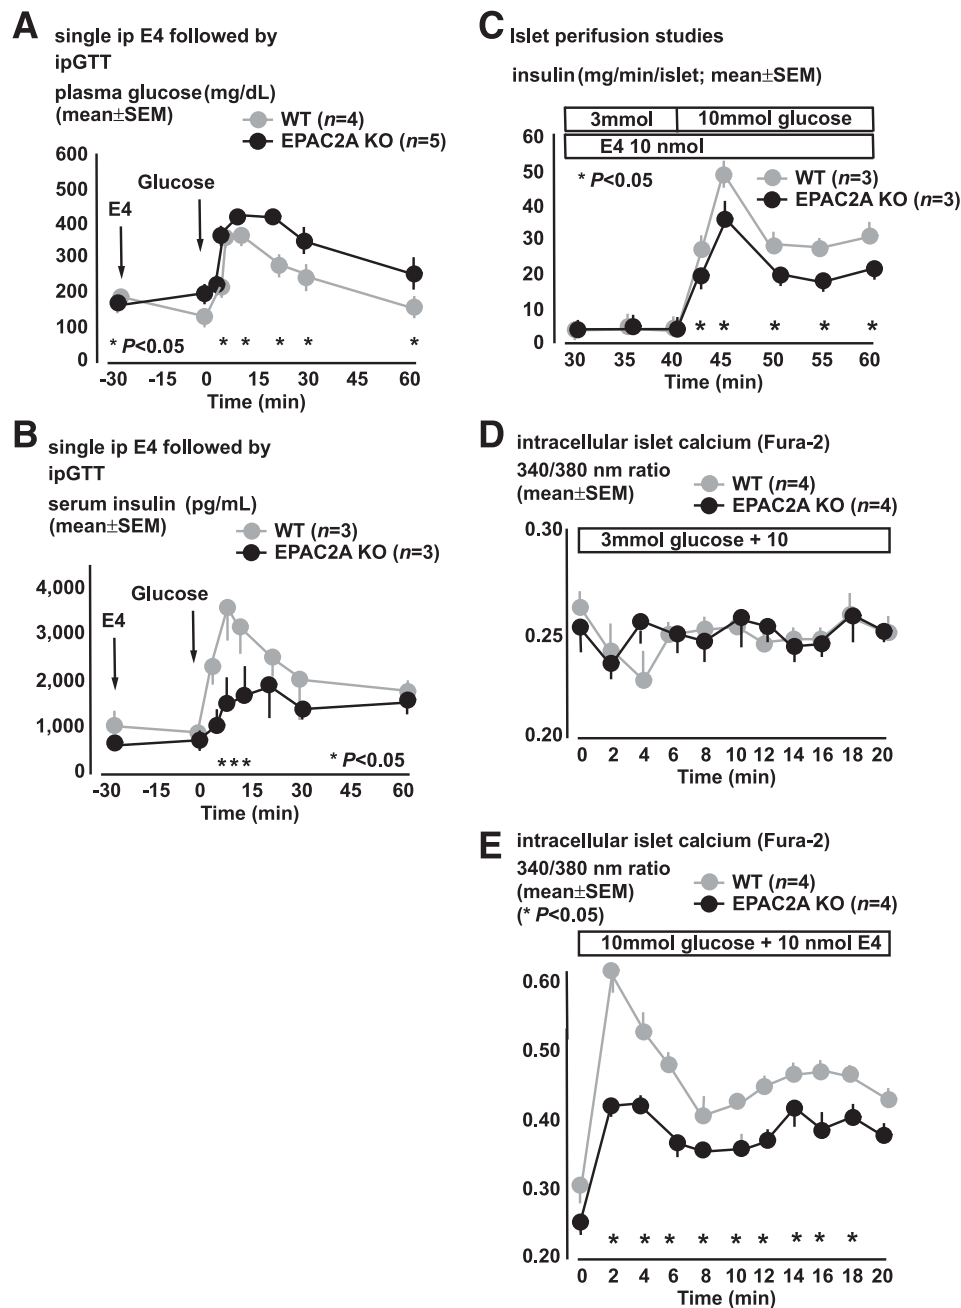 A
single ip E4 followed by
ipGTT
plasma glucose (mg/dL)
(mean±SEM)
WT (n=4)
EPAC2A KO (n=5)
600
500
400
300
200
100
0
E4
Glucose
* P<0.05
* * * * *
-30 -15 0 15 30 45 60
Time (min)
B
single ip E4 followed by
ipGTT
serum insulin (pg/mL)
(mean±SEM)
WT (n=3)
EPAC2A KO (n=3)
4,000
3,000
2,000
1,000
0
E4
Glucose
***
* P<0.05
-30 -15 0 15 30 45 60
Time (min)
C
Islet perifusion studies
insulin (mg/min/islet; mean±SEM)
3mmol
10mmol glucose
E4 10 nmol
* P<0.05
WT (n=3)
EPAC2A KO (n=3)
60
50
40
30
20
10
0
* * * * *
30 35 40 45 50 55 60
Time (min)
D
intracellular islet calcium (Fura-2)
340/380 nm ratio
(mean±SEM)
WT (n=4)
EPAC2A KO (n=4)
3mmol glucose + 10
0.30
0.25
0.20
0 2 4 6 8 10 12 14 16 18 20
Time (min)
E
intracellular islet calcium (Fura-2)
340/380 nm ratio
(mean±SEM)
(* P<0.05)
WT (n=4)
EPAC2A KO (n=4)
10mmol glucose + 10 nmol E4
0.60
0.50
0.40
0.30
0.20
* * * * * * * * *
0 2 4 6 8 10 12 14 16 18 20
Time (min)